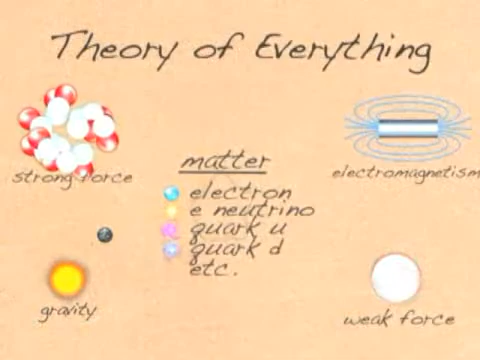 Theory of Everything
strong force
electromagnetism
matter
electron
e neutrino
quark u
quark d
etc.
gravity
weak force